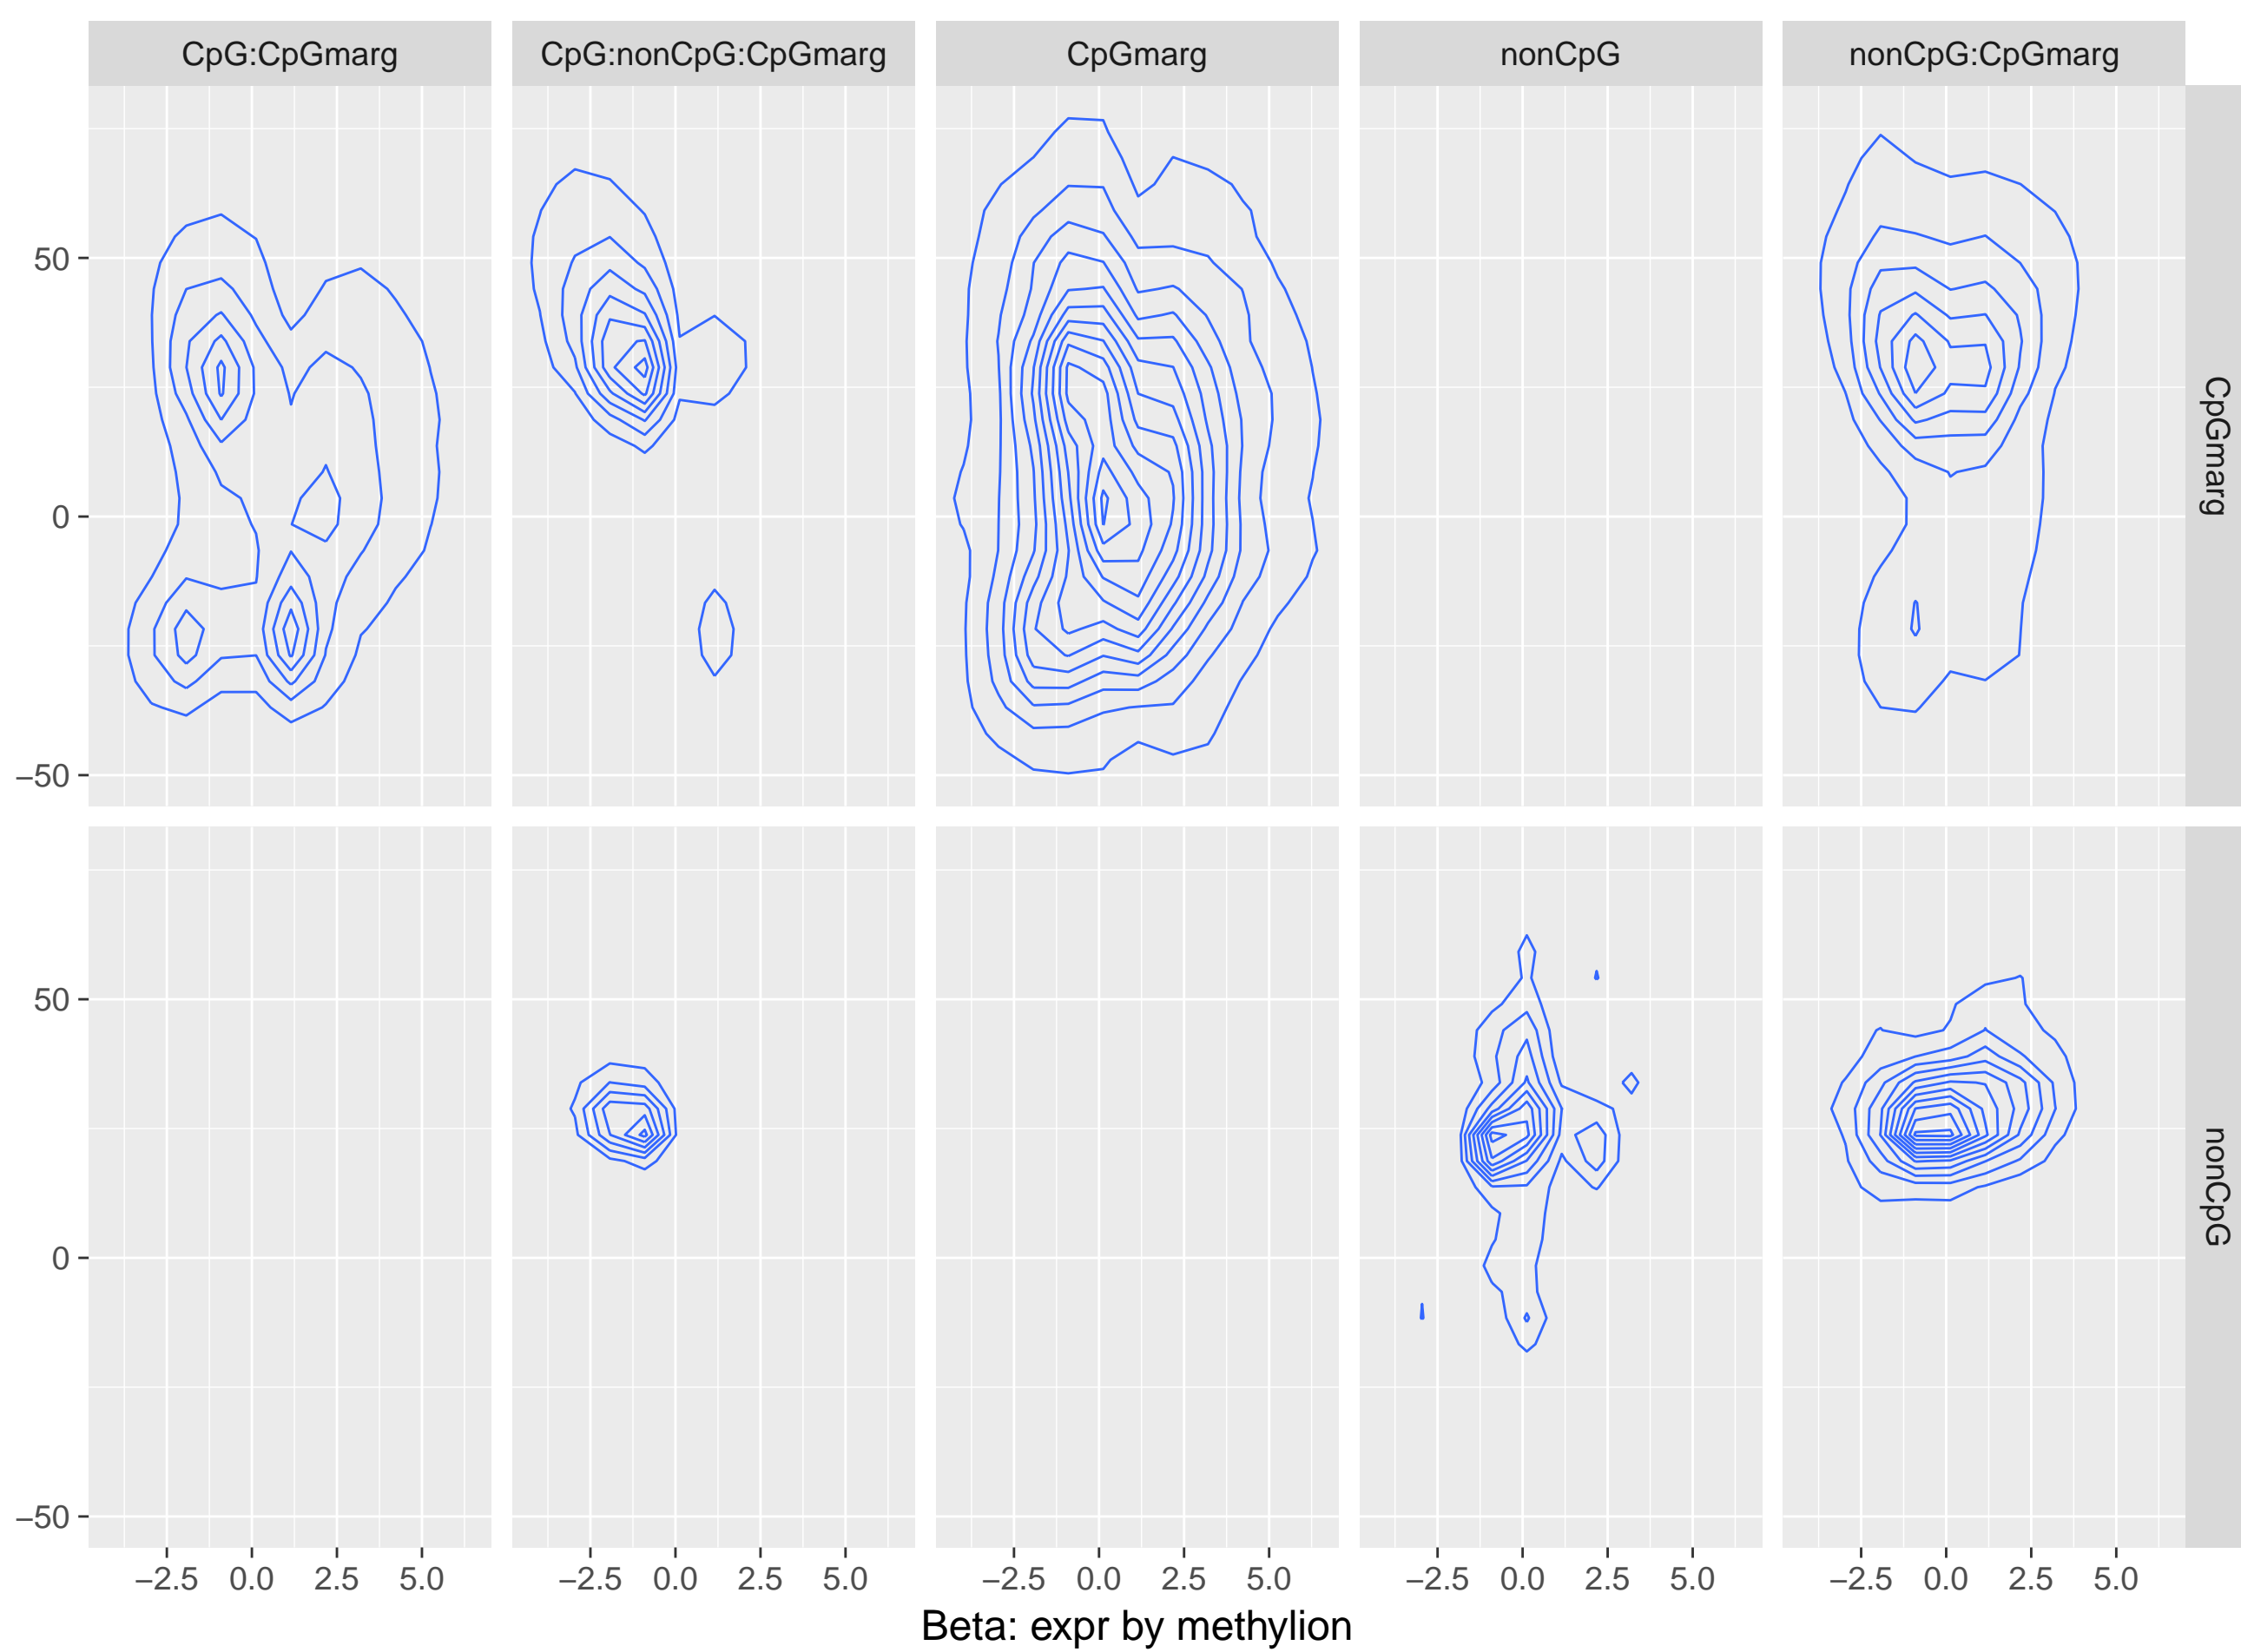 CpG:CpGmarg CpG:nonCpG:CpGmarg CpGmarg nonCpG nonCpG:CpGmarg
50
0
−50
CpGmarg
50
0
−50
nonCpG
−2.5 0.0 2.5 5.0 −2.5 0.0 2.5 5.0 −2.5 0.0 2.5 5.0 −2.5 0.0 2.5 5.0 −2.5 0.0 2.5 5.0
Beta: expr by methylion